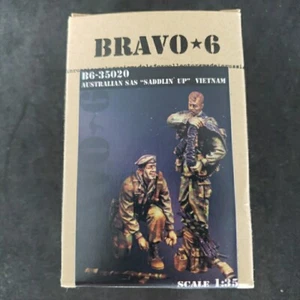 BRAVO★6
B6-35020
AUSTRALIAN SAS "SADDLIN' UP" VIETNAM
SCALE 1:35